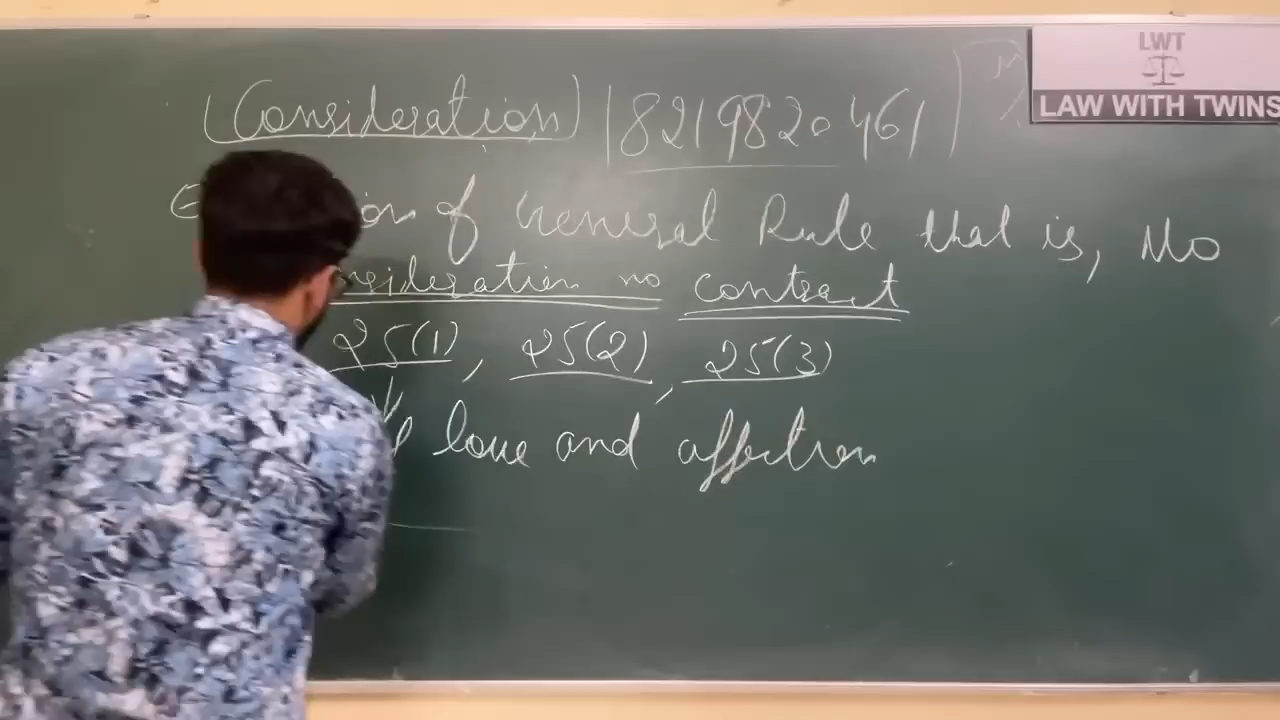 (Consideration) 8219820461
LWT
LAW WITH TWINS
of General Rule that is, No
nsideration no contract
25(1), 25(2), 25(3)
love and affection